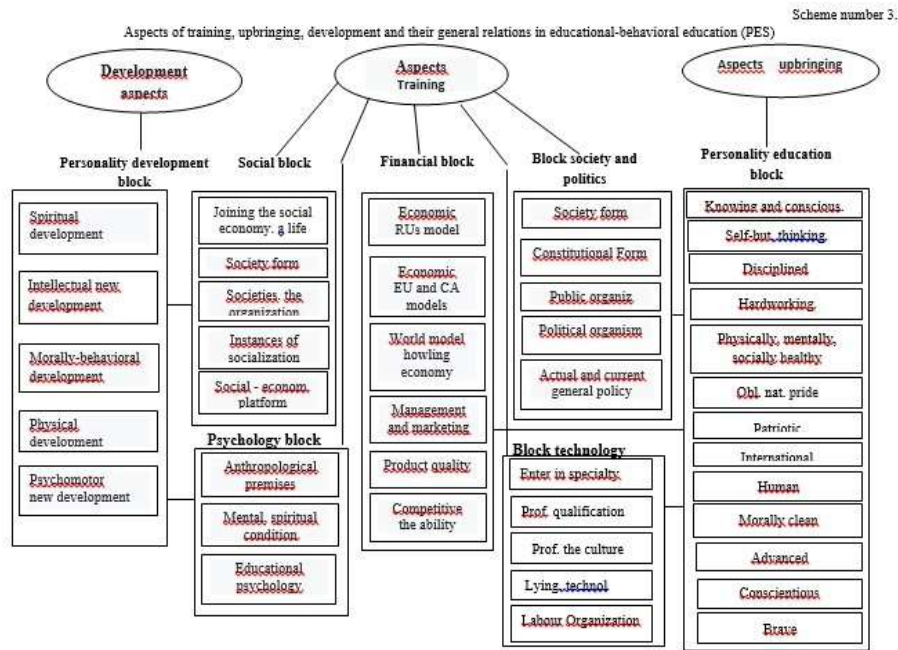 Scheme number 3.
Aspects of training, upbringing, development and their general relations in educational-behavioral education (PES)
Development
aspects
Aspects
Training
Aspects upbringing
Personality development
block
Spiritual
development
Intellectual new
development
Morally-behavioral
development
Physical
development
Psychomotor
new development
Social block
Joining the social
economy. a life
Society form
Societies. the
organization
Instances of
socialization
Social - econom.
platform
Psychology block
Anthropological
premises
Mental, spiritual
condition
Educational
psychology.
Financial block
Economic
RUs model
Economic
EU and CA
models
World model
howling
economy
Management
and marketing
Product quality
Competitive
the ability
Block society and
politics
Society form
Constitutional Form
Public organiz
Political organism
Actual and current
general policy
Block technology
Enter in specialty.
Prof. qualification
Prof. the culture
Lying. technol
Labour Organization
Personality education
block
Knowing and conscious.
Self-but, thinking.
Disciplined
Hardworking.
Physically, mentally,
socially healthy
Obl. nat. pride
Patriotic
International
Human
Morally clean
Advanced
Conscientious
Brave